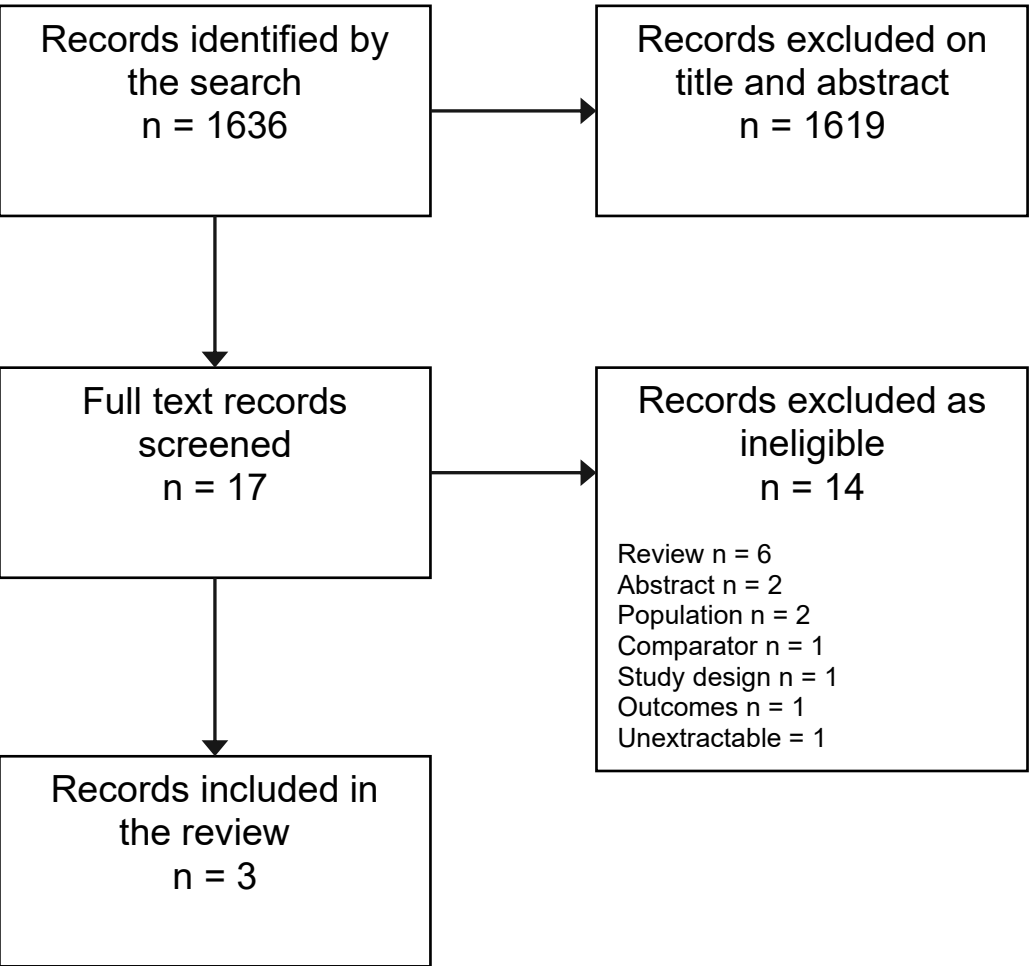 Records identified by
the search
n = 1636
Records excluded on
title and abstract
n = 1619
Full text records
screened
n = 17
Records excluded as
ineligible
n = 14
Review n = 6
Abstract n = 2
Population n = 2
Comparator n = 1
Study design n = 1
Outcomes n = 1
Unextractable = 1
Records included in
the review
n = 3